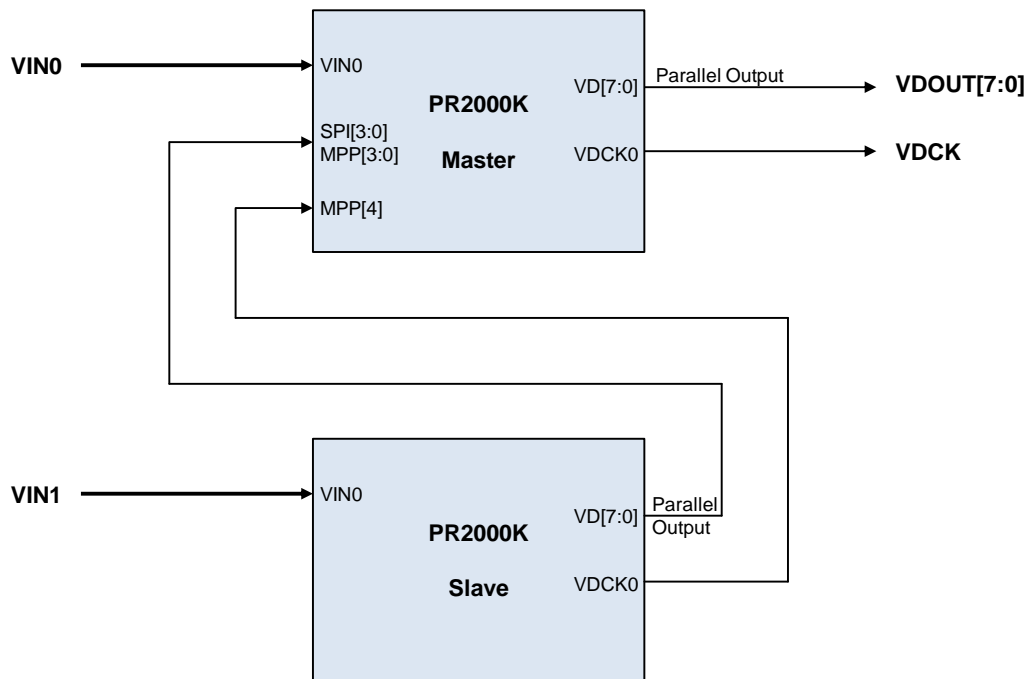 VIN0
VIN0
PR2000K
Master
SPI[3:0]
MPP[3:0]
MPP[4]
VD[7:0]
VDCK0
Parallel Output
VDOUT[7:0]
VDCK
VIN1
VIN0
PR2000K
Slave
VD[7:0]
VDCK0
Parallel
Output